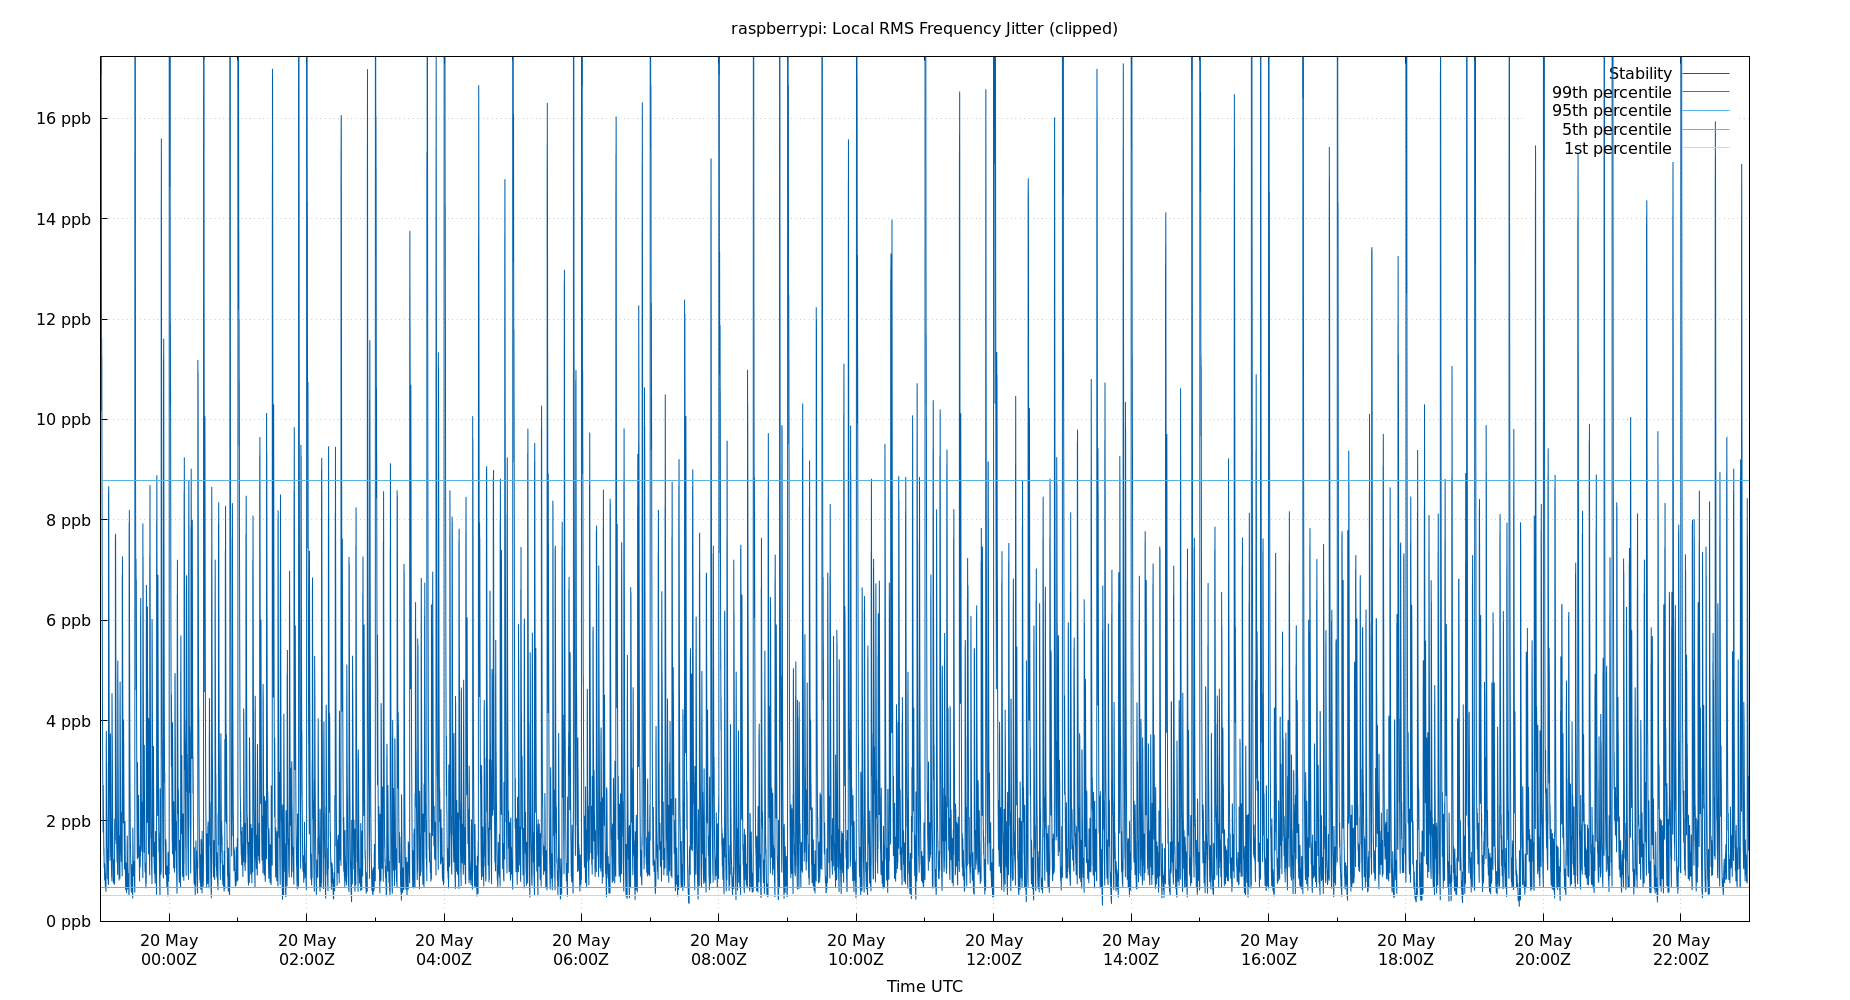 raspberrypi: Local RMS Frequency Jitter (clipped)
Stability
99th percentile
95th percentile
5th percentile
1st percentile
16 ppb
14 ppb
12 ppb
10 ppb
8 ppb
6 ppb
4 ppb
2 ppb
0 ppb
20 May 20 May 20 May 20 May 20 May 20 May 20 May 20 May 20 May 20 May 20 May 20 May
00:00Z 02:00Z 04:00Z 06:00Z 08:00Z 10:00Z 12:00Z 14:00Z 16:00Z 18:00Z 20:00Z 22:00Z
Time UTC